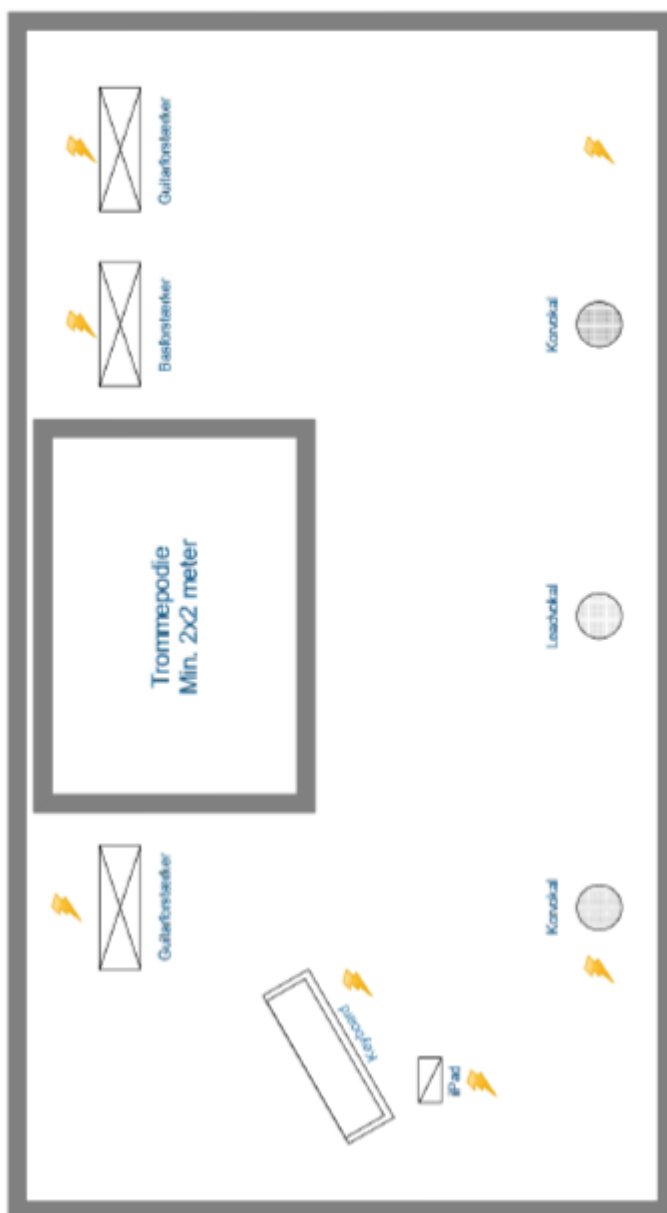 Guitarforstærker
Trommepodie
Min. 2x2 meter
Basforstærker
Guitarforstærker
Keyboard
iPad
Korvokal
Leadvokal
Korvokal